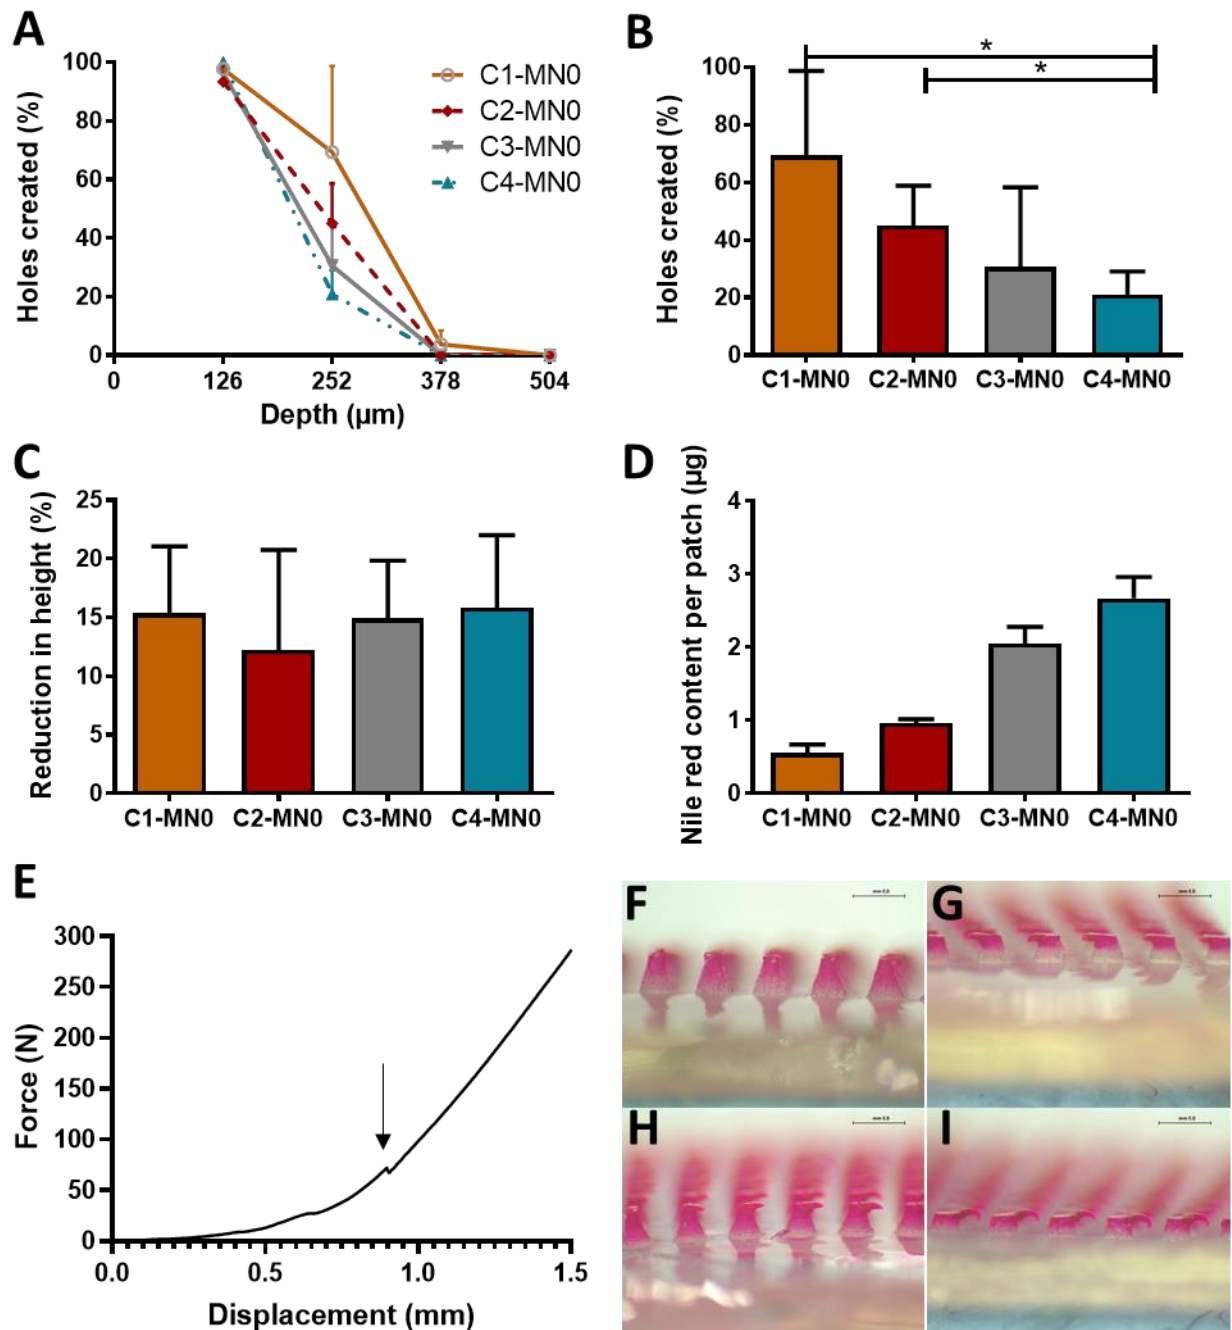 A
Holes created (%)
100
80
60
40
20
0
0 126 252 378 504
Depth (µm)
C1-MN0
C2-MN0
C3-MN0
C4-MN0
B
Holes created (%)
100
80
60
40
20
0
* 
*
C1-MN0 C2-MN0 C3-MN0 C4-MN0
C
Reduction in height (%)
25
20
15
10
5
0
C1-MN0 C2-MN0 C3-MN0 C4-MN0
D
Nile red content per patch (µg)
4
3
2
1
0
C1-MN0 C2-MN0 C3-MN0 C4-MN0
E
Force (N)
300
250
200
150
100
50
0
0.0 0.5 1.0 1.5
Displacement (mm)
F
G
H
I